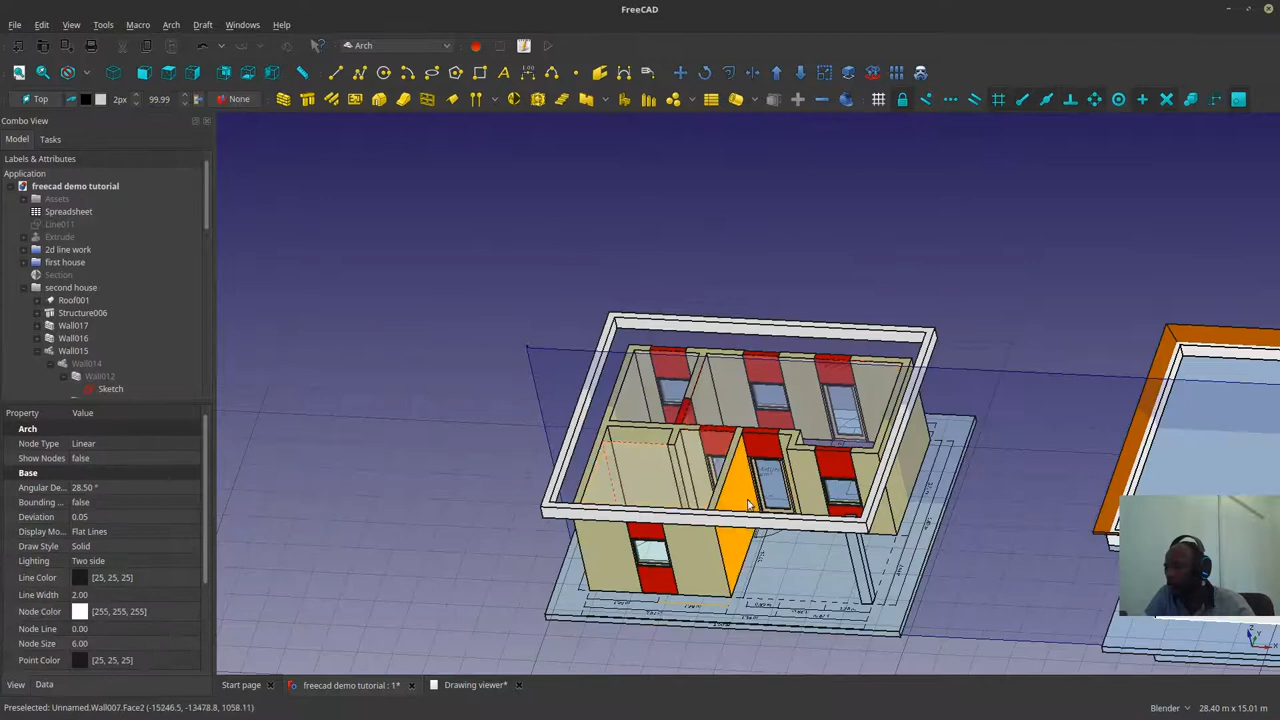 FreeCAD
File Edit View Tools Macro Arch Draft Windows Help
Arch
Top 2px 99.99 None
Combo View
Model Tasks
Labels & Attributes
Application
freecad demo tutorial
Assets
Spreadsheet
Line011
Extrude
2d line work
first house
Section
second house
Roof001
Structure006
Wall017
Wall016
Wall015
Wall014
Wall012
Sketch
Property Value
Arch
Node Type Linear
Show Nodes false
Base
Angular De... 28.50 °
Bounding ... false
Deviation 0.05
Display Mo... Flat Lines
Draw Style Solid
Lighting Two side
Line Color [25, 25, 25]
Line Width 2.00
Node Color [255, 255, 255]
Node Line 0.00
Node Size 6.00
Point Color [25, 25, 25]
View Data
Start page freecad demo tutorial : 1* Drawing viewer*
Preselected: Unnamed.Wall007.Face2 (-15246.5, -13478.8, 1058.11) Blender 28.40 m x 15.01 m